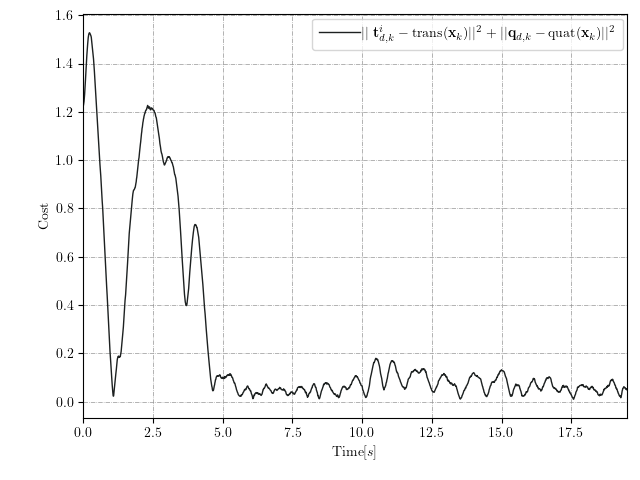 || t^i_{d,k} − trans(x_k)||^2 + ||q_{d,k} − quat(x_k)||^2
1.6
1.4
1.2
1.0
0.8
0.6
0.4
0.2
0.0
Cost
0.0 2.5 5.0 7.5 10.0 12.5 15.0 17.5
Time[s]